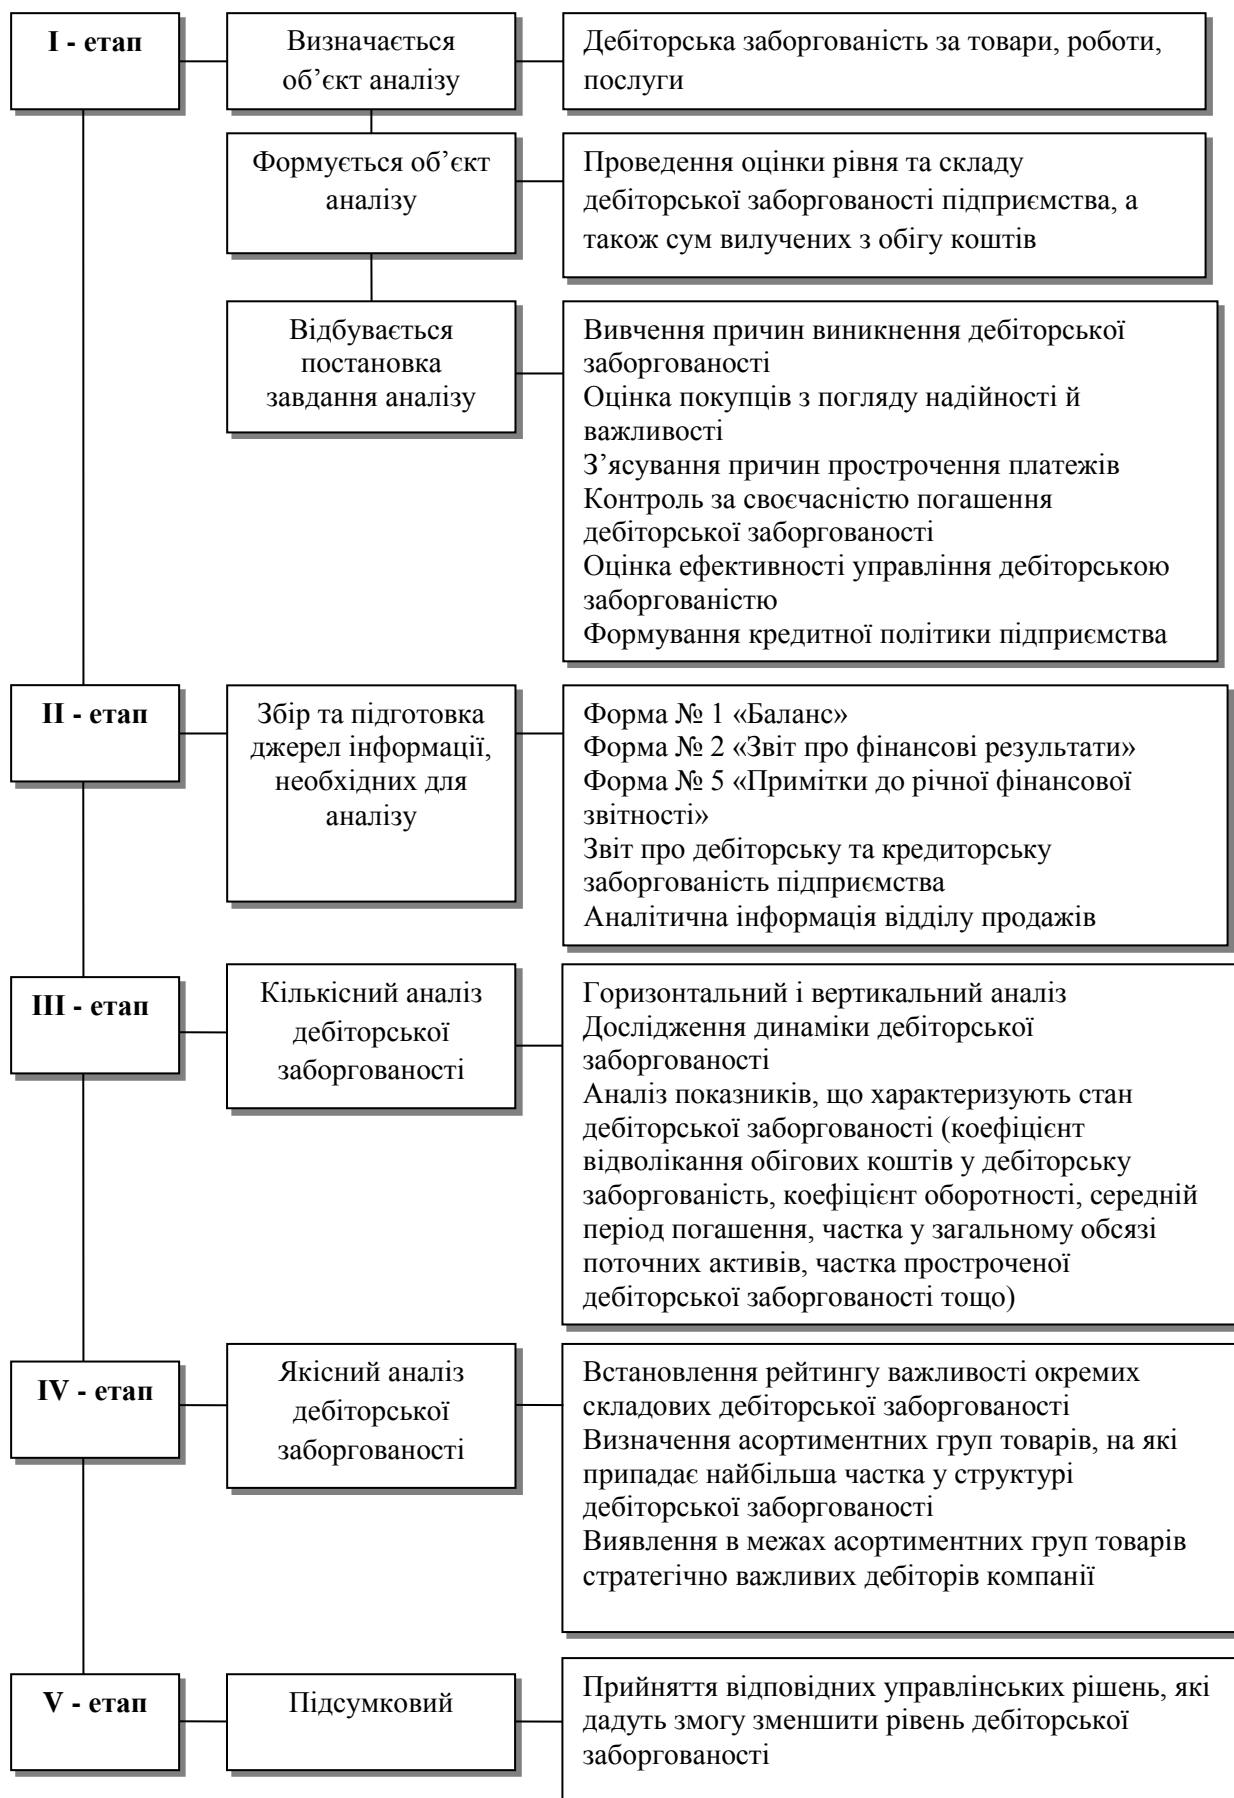 I - етап
Визначається
об’єкт аналізу
Дебіторська заборгованість за товари, роботи,
послуги
Формується об’єкт
аналізу
Проведення оцінки рівня та складу
дебіторської заборгованості підприємства, а
також сум вилучених з обігу коштів
Відбувається
постановка
завдання аналізу
Вивчення причин виникнення дебіторської
заборгованості
Оцінка покупців з погляду надійності й
важливості
З’ясування причин прострочення платежів
Контроль за своєчасністю погашення
дебіторської заборгованості
Оцінка ефективності управління дебіторською
заборгованістю
Формування кредитної політики підприємства
II - етап
Збір та підготовка
джерел інформації,
необхідних для
аналізу
Форма № 1 «Баланс»
Форма № 2 «Звіт про фінансові результати»
Форма № 5 «Примітки до річної фінансової
звітності»
Звіт про дебіторську та кредиторську
заборгованість підприємства
Аналітична інформація відділу продажів
III - етап
Кількісний аналіз
дебіторської
заборгованості
Горизонтальний і вертикальний аналіз
Дослідження динаміки дебіторської
заборгованості
Аналіз показників, що характеризують стан
дебіторської заборгованості (коефіцієнт
відволікання обігових коштів у дебіторську
заборгованість, коефіцієнт оборотності, середній
період погашення, частка у загальному обсязі
поточних активів, частка простроченої
дебіторської заборгованості тощо)
IV - етап
Якісний аналіз
дебіторської
заборгованості
Встановлення рейтингу важливості окремих
складових дебіторської заборгованості
Визначення асортиментних груп товарів, на які
припадає найбільша частка у структурі
дебіторської заборгованості
Виявлення в межах асортиментних груп товарів
стратегічно важливих дебіторів компанії
V - етап
Підсумковий
Прийняття відповідних управлінських рішень, які
дадуть змогу зменшити рівень дебіторської
заборгованості